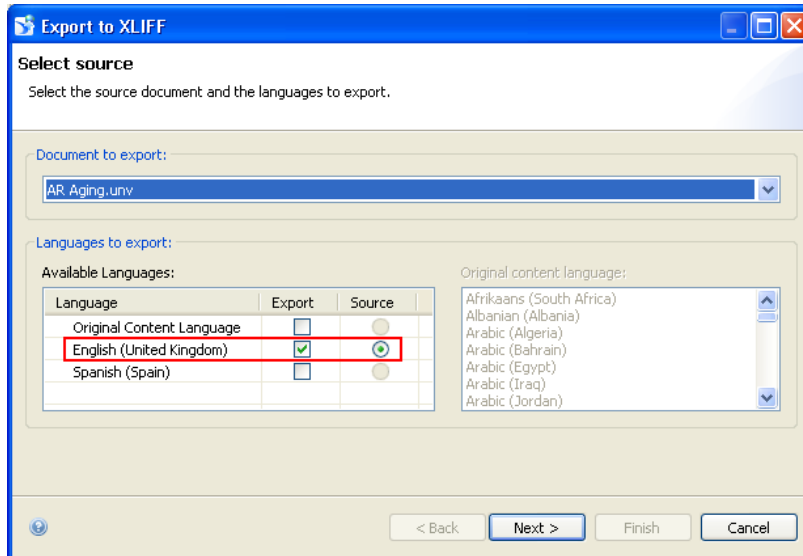 Export to XLIFF
Select source
Select the source document and the languages to export.
Document to export:
AR Aging.unv
Languages to export:
Available Languages:
Language Export Source
Original Content Language
English (United Kingdom)
Spanish (Spain)
Original content language:
Afrikaans (South Africa)
Albanian (Albania)
Arabic (Algeria)
Arabic (Bahrain)
Arabic (Egypt)
Arabic (Iraq)
Arabic (Jordan)
< Back Next > Finish Cancel